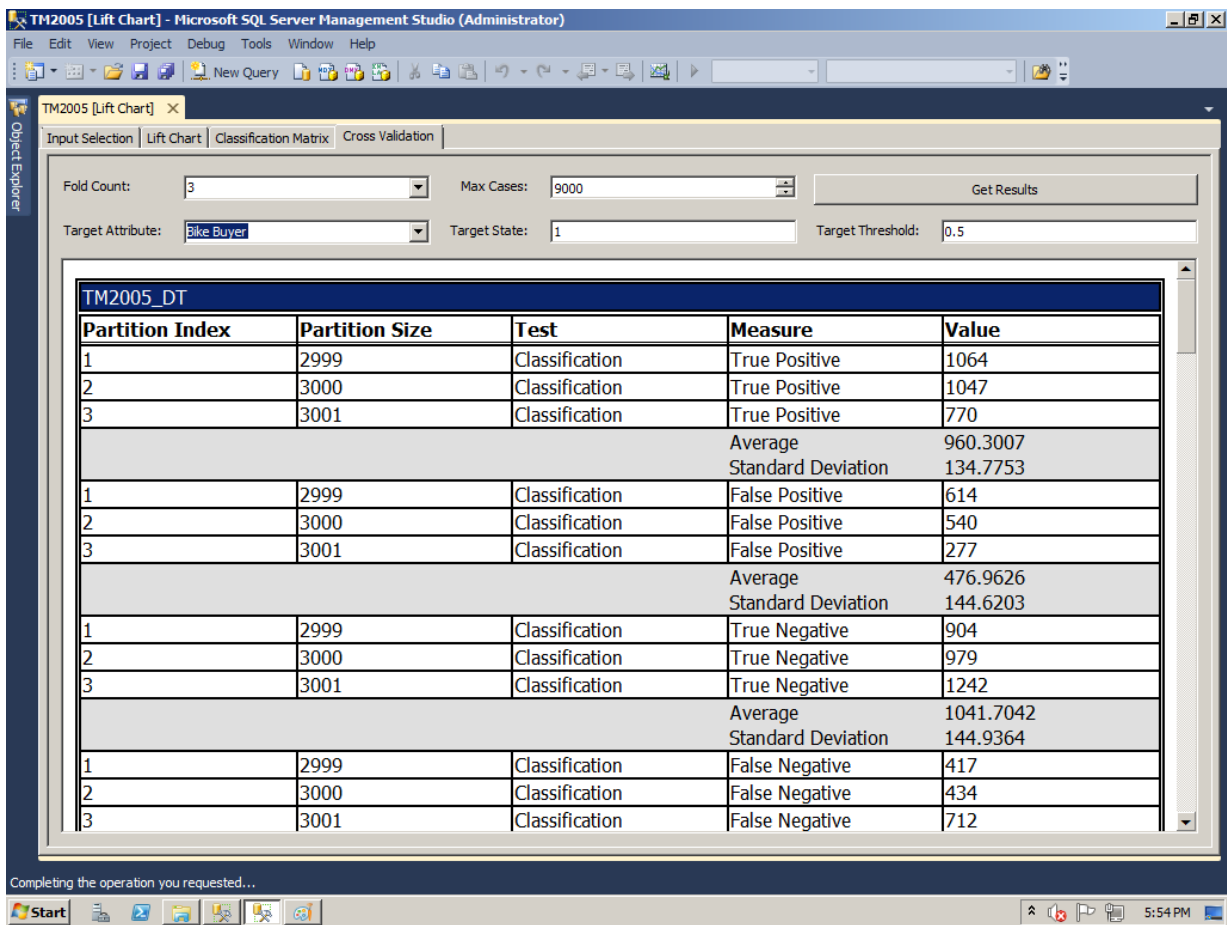 TM2005 [Lift Chart] - Microsoft SQL Server Management Studio (Administrator)
File Edit View Project Debug Tools Window Help
New Query
Object Explorer
TM2005 [Lift Chart]
Input Selection Lift Chart Classification Matrix Cross Validation
Fold Count: 3 Max Cases: 9000 Get Results
Target Attribute: Bike Buyer Target State: 1 Target Threshold: 0.5
TM2005_DT
Partition Index Partition Size Test Measure Value
1 2999 Classification True Positive 1064
2 3000 Classification True Positive 1047
3 3001 Classification True Positive 770
Average 960.3007
Standard Deviation 134.7753
1 2999 Classification False Positive 614
2 3000 Classification False Positive 540
3 3001 Classification False Positive 277
Average 476.9626
Standard Deviation 144.6203
1 2999 Classification True Negative 904
2 3000 Classification True Negative 979
3 3001 Classification True Negative 1242
Average 1041.7042
Standard Deviation 144.9364
1 2999 Classification False Negative 417
2 3000 Classification False Negative 434
3 3001 Classification False Negative 712
Completing the operation you requested...
Start 5:54 PM